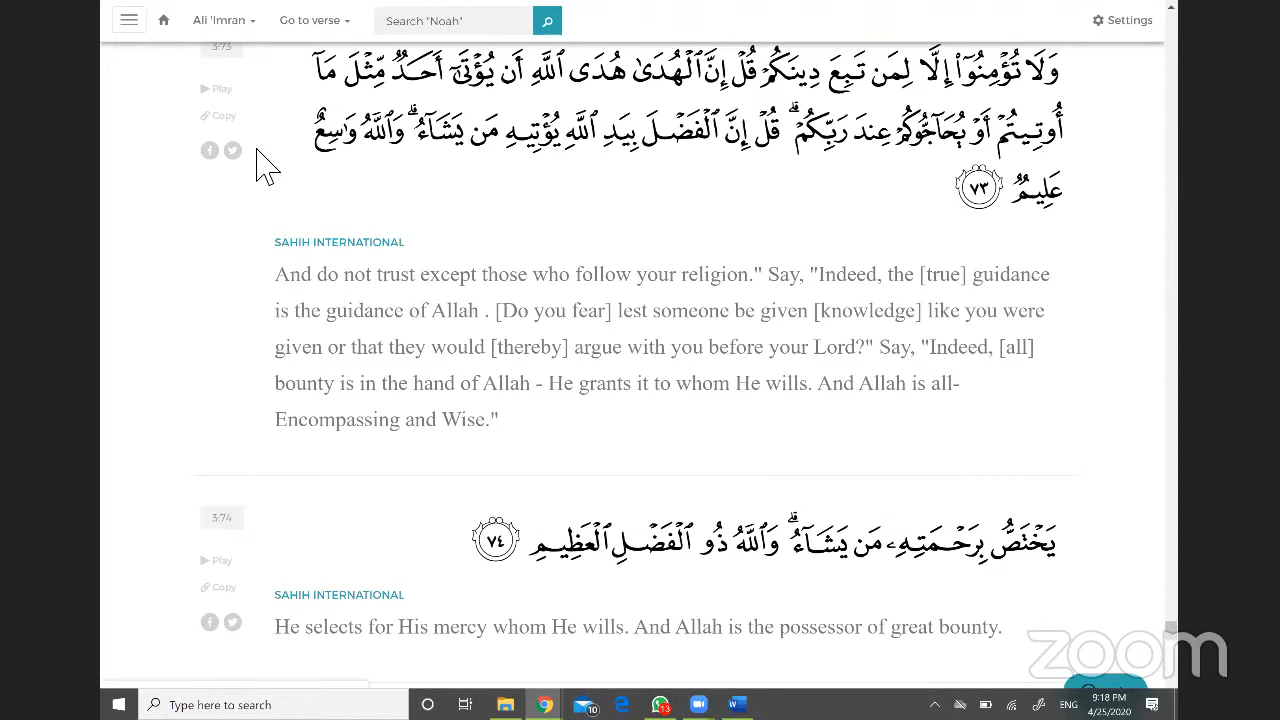 Ali 'Imran
Go to verse
Search "Noah"
Settings
3:73
Play
Copy
وَلَا تُؤْمِنُوٓا۟ إِلَّا لِمَن تَبِعَ دِينَكُمْ قُلْ إِنَّ ٱلْهُدَىٰ هُدَى ٱللَّهِ أَن يُؤْتَىٰٓ أَحَدٌ مِّثْلَ مَآ
أُوتِيتُمْ أَوْ يُحَآجُّوكُمْ عِندَ رَبِّكُمْ ۗ قُلْ إِنَّ ٱلْفَضْلَ بِيَدِ ٱللَّهِ يُؤْتِيهِ مَن يَشَآءُ ۗ وَٱللَّهُ وَٰسِعٌ
عَلِيمٌ ٧٣
SAHIH INTERNATIONAL
And do not trust except those who follow your religion." Say, "Indeed, the [true] guidance
is the guidance of Allah . [Do you fear] lest someone be given [knowledge] like you were
given or that they would [thereby] argue with you before your Lord?" Say, "Indeed, [all]
bounty is in the hand of Allah - He grants it to whom He wills. And Allah is all-
Encompassing and Wise."
3:74
Play
Copy
يَخْتَصُّ بِرَحْمَتِهِۦ مَن يَشَآءُ ۗ وَٱللَّهُ ذُو ٱلْفَضْلِ ٱلْعَظِيمِ ٧٤
SAHIH INTERNATIONAL
He selects for His mercy whom He wills. And Allah is the possessor of great bounty.
zoom
Type here to search
10
13
ENG
9:18 PM
4/25/2020